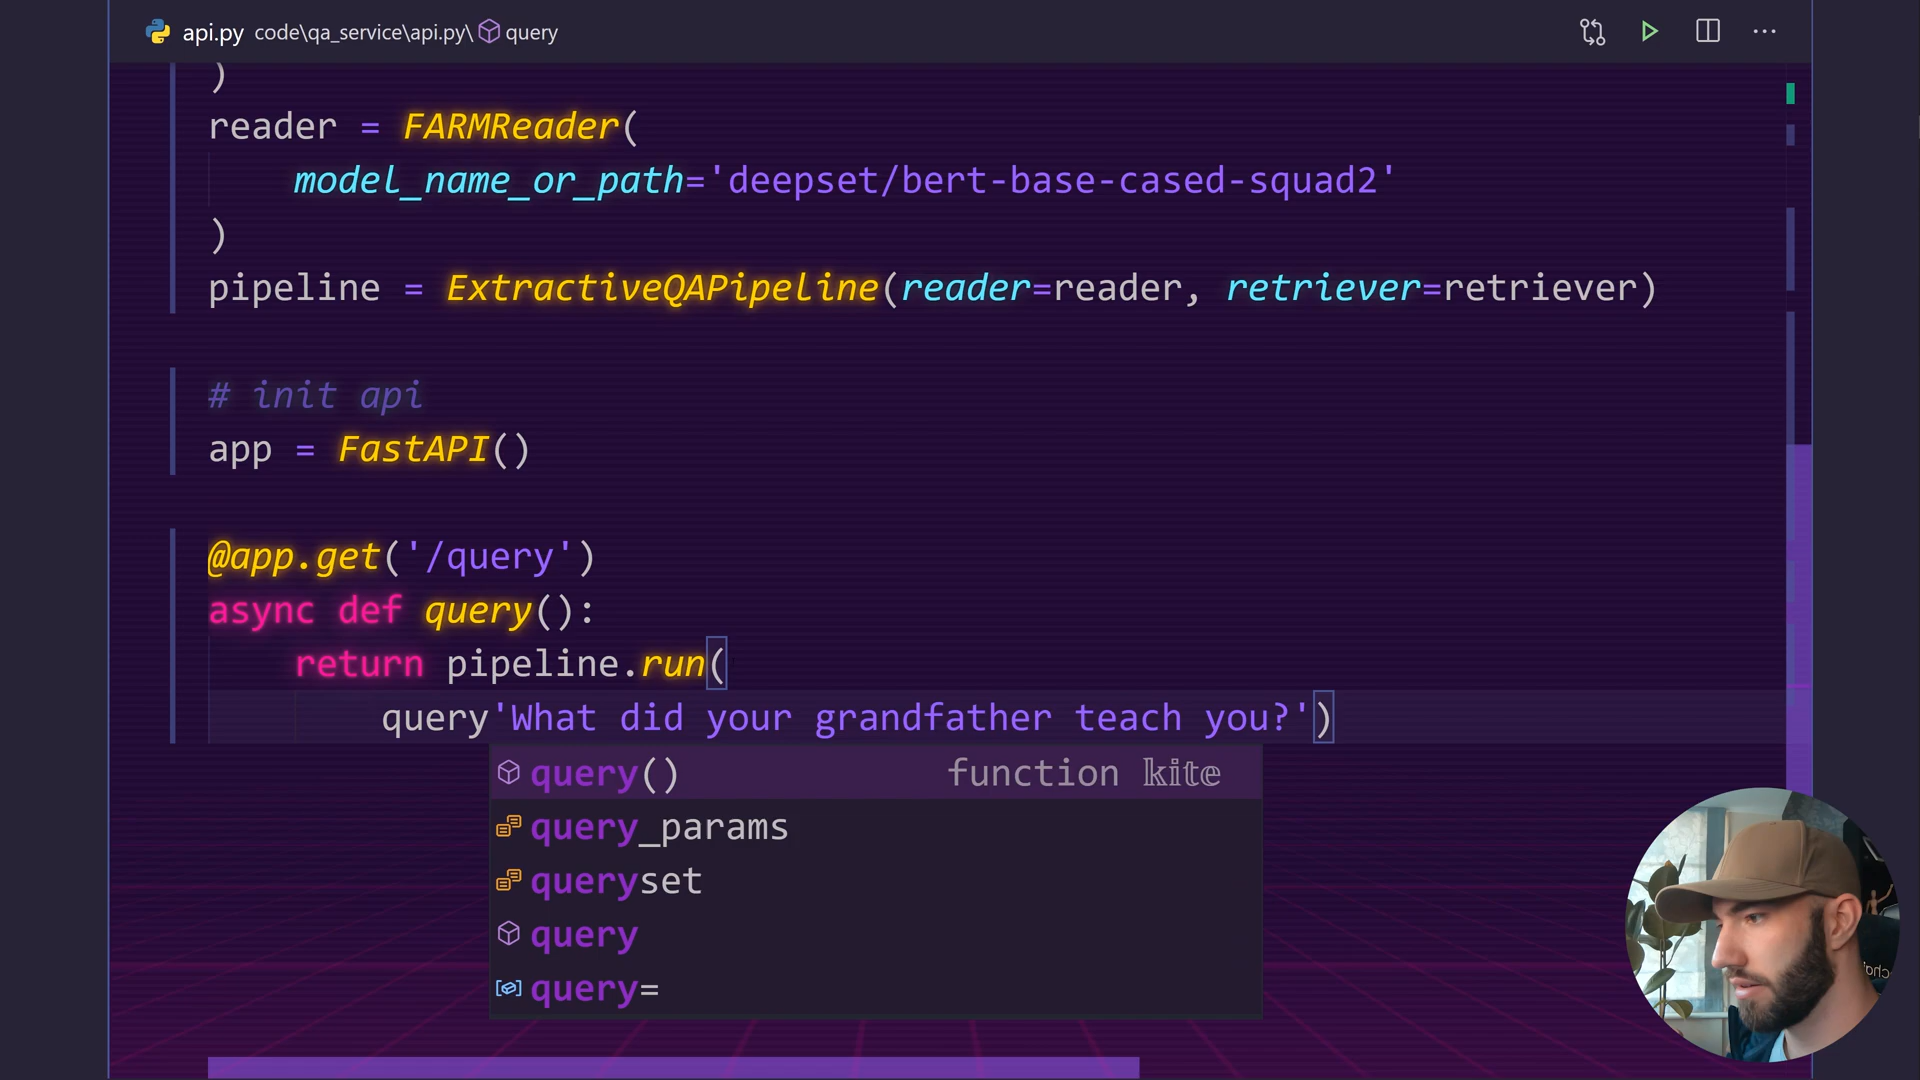 api.py code\qa_service\api.py\ query
)
reader = FARMReader(
model_name_or_path='deepset/bert-base-cased-squad2'
)
pipeline = ExtractiveQAPipeline(reader=reader, retriever=retriever)
# init api
app = FastAPI()
@app.get('/query')
async def query():
return pipeline.run(
query'What did your grandfather teach you?')
query() function kite
query_params
queryset
query
query=